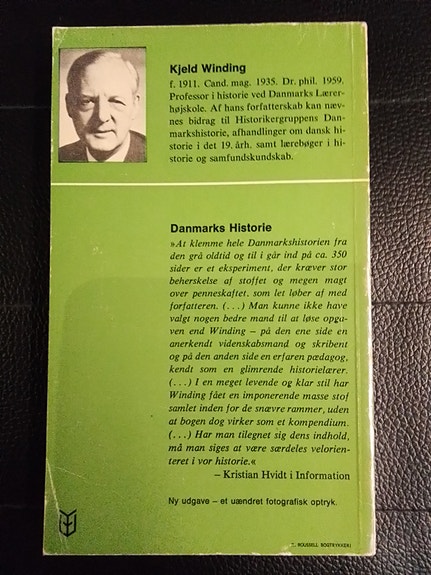 Kjeld Winding
f. 1911. Cand. mag. 1935. Dr. phil. 1959.
Professor i historie ved Danmarks Lærer-
højskole. Af hans forfatterskab kan næv-
nes bidrag til Historikergruppens Dan-
markshistorie, afhandlinger om dansk hi-
storie i det 19. årh. samt lærebøger i hi-
storie og samfundskundskab.
Danmarks Historie
»At klemme hele Danmarkshistorien fra
den grå oldtid og til i går ind på ca. 350
sider er et eksperiment, der kræver stor
beherskelse af stoffet og megen magt
over penneskaftet, som let løber af med
forfatteren. (...) Man kunne ikke have
valgt nogen bedre mand til at løse opga-
ven end Winding – på den ene side en
anerkendt videnskabsmand og skribent
og på den anden side en erfaren pædagog,
kendt som en glimrende historielærer.
(...) I en meget levende og klar stil har
Winding fået en imponerende masse stof
samlet inden for de snævre rammer, uden
at bogen dog virker som et kompendium.
(...) Har man tilegnet sig dens indhold,
må man siges at være særdeles velorien-
teret i vor historie.«
– Kristian Hvidt i Information
Ny udgave – et uændret fotografisk optryk.
ROUSSELL BOGTRYKKERI